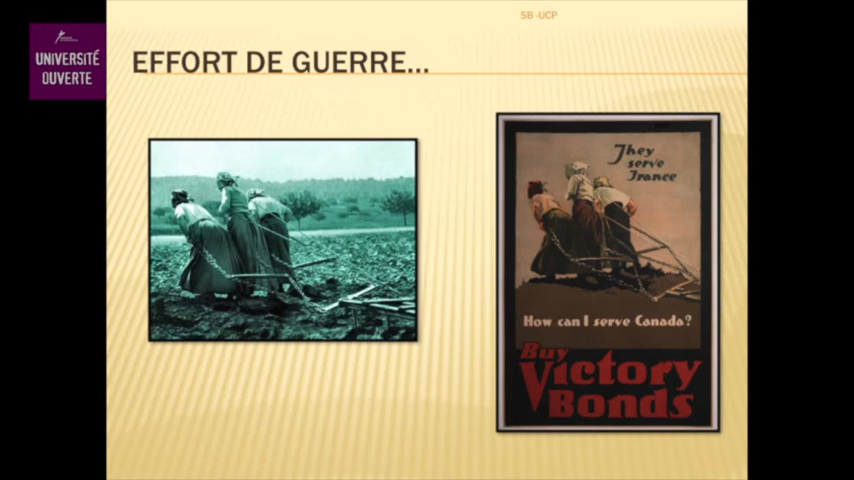 SB -UCP
UNIVERSITÉ
OUVERTE
EFFORT DE GUERRE...
They
serve
France
How can I serve Canada?
Buy
Victory
Bonds